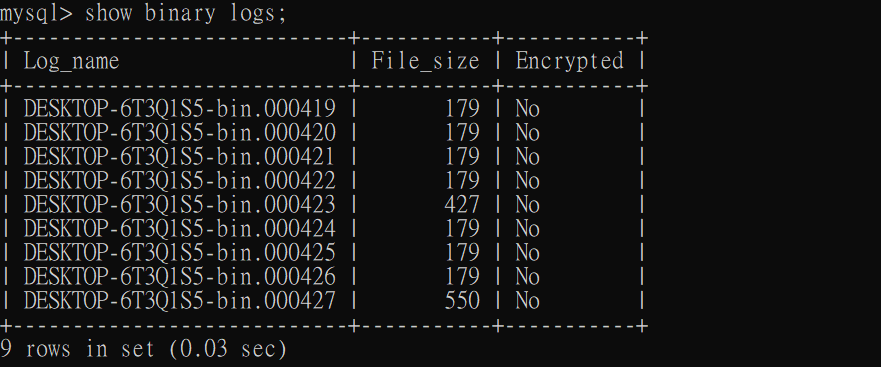 mysql> show binary logs;
+---------------------------+-----------+-----------+
| Log_name                  | File_size | Encrypted |
+---------------------------+-----------+-----------+
| DESKTOP-6T3Q1S5-bin.000419 |       179 | No        |
| DESKTOP-6T3Q1S5-bin.000420 |       179 | No        |
| DESKTOP-6T3Q1S5-bin.000421 |       179 | No        |
| DESKTOP-6T3Q1S5-bin.000422 |       179 | No        |
| DESKTOP-6T3Q1S5-bin.000423 |       427 | No        |
| DESKTOP-6T3Q1S5-bin.000424 |       179 | No        |
| DESKTOP-6T3Q1S5-bin.000425 |       179 | No        |
| DESKTOP-6T3Q1S5-bin.000426 |       179 | No        |
| DESKTOP-6T3Q1S5-bin.000427 |       550 | No        |
+---------------------------+-----------+-----------+
9 rows in set (0.03 sec)